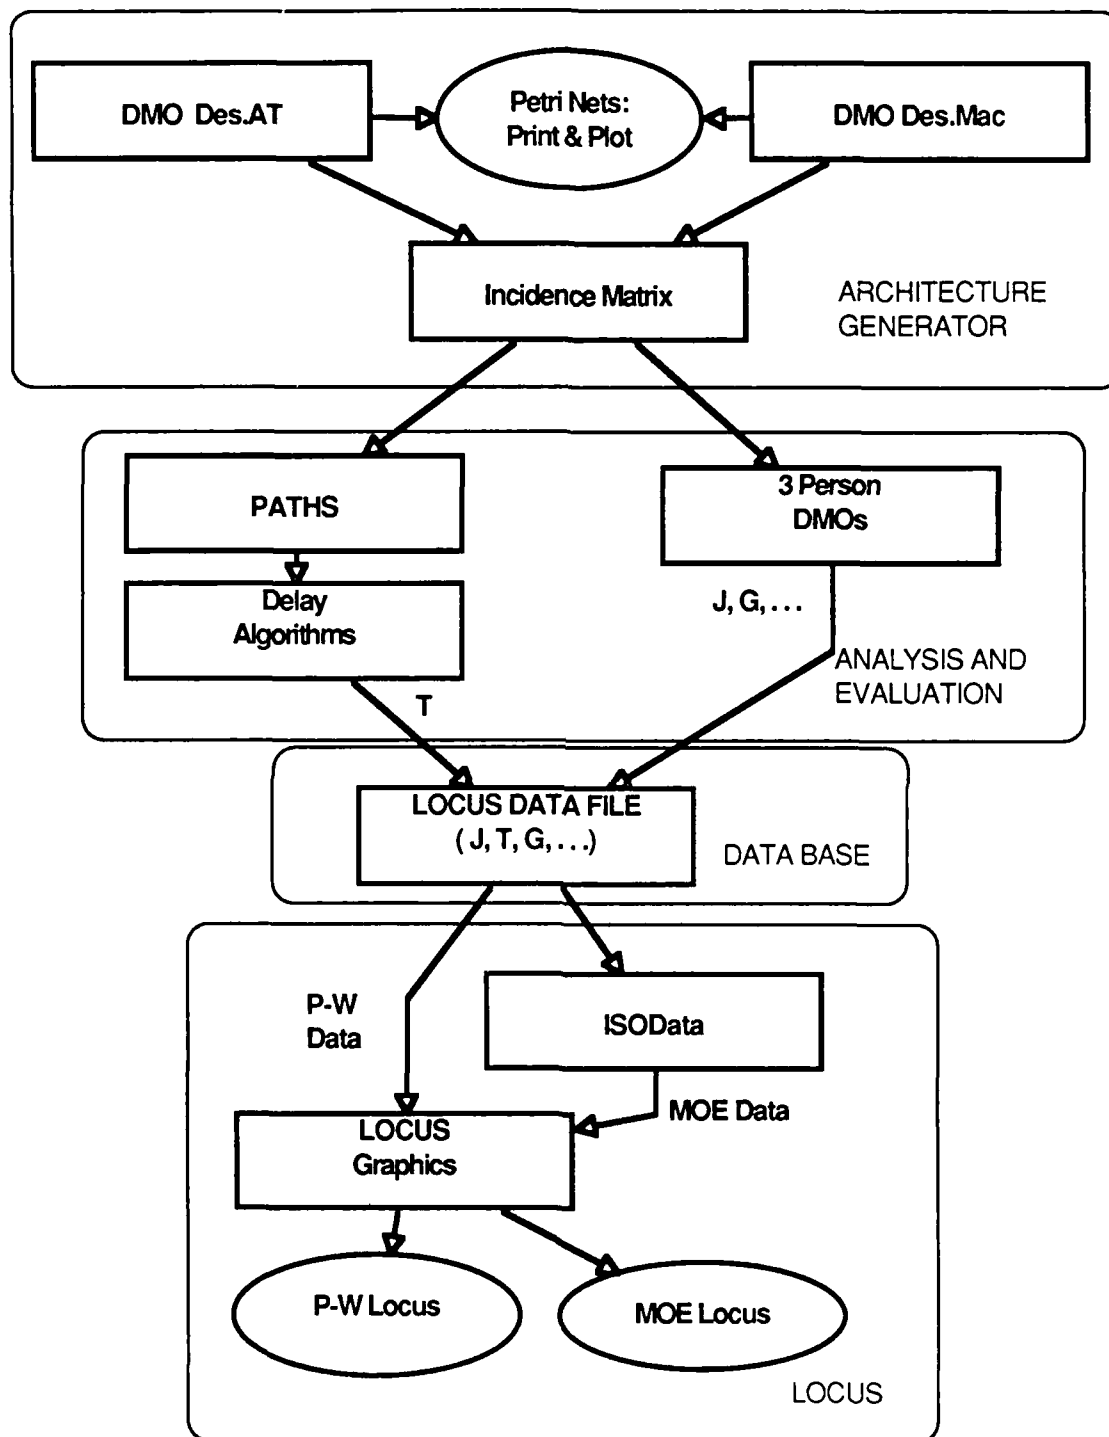 DMO Des.AT
Petri Nets:
Print & Plot
DMO Des.Mac
Incidence Matrix
ARCHITECTURE
GENERATOR
PATHS
3 Person
DMOs
Delay
Algorithms
J, G, . . .
ANALYSIS AND
EVALUATION
T
LOCUS DATA FILE
( J, T, G, . . .)
DATA BASE
P-W
Data
ISOData
MOE Data
LOCUS
Graphics
P-W Locus
MOE Locus
LOCUS